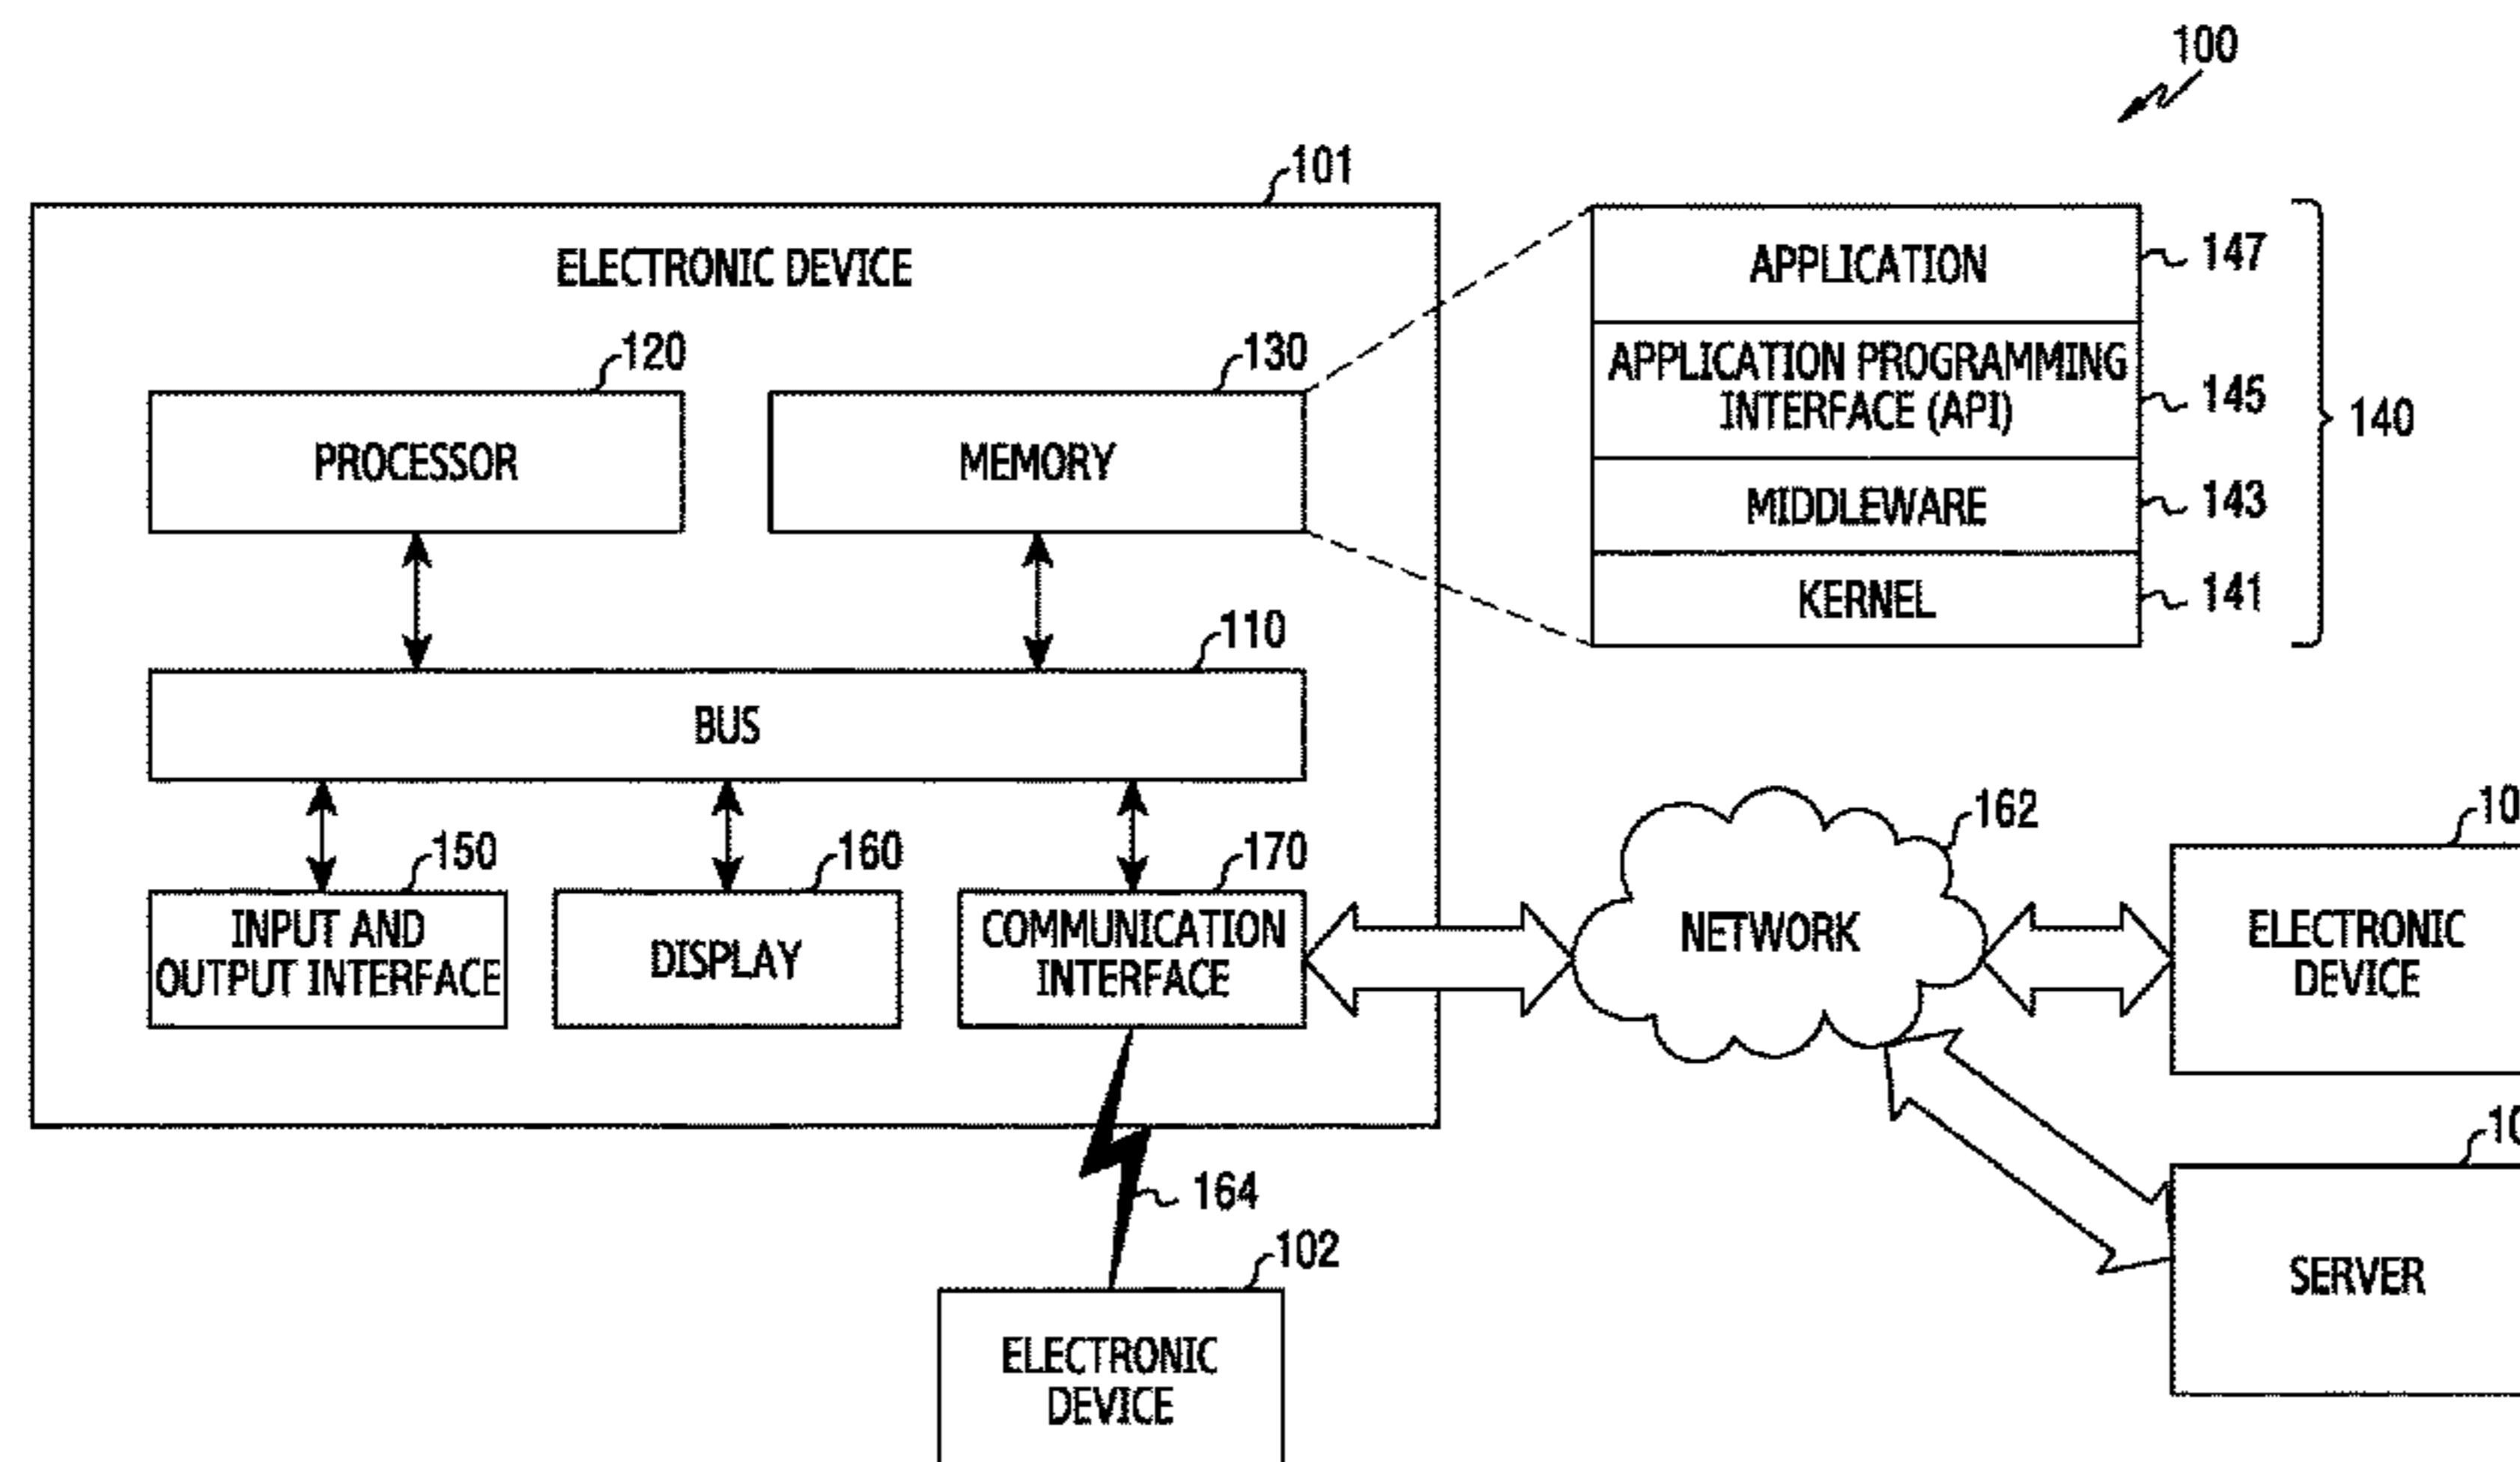 100
101
ELECTRONIC DEVICE
120
PROCESSOR
130
MEMORY
APPLICATION
147
APPLICATION PROGRAMMING
INTERFACE (API)
145
MIDDLEWARE
143
KERNEL
141
140
110
BUS
150
INPUT AND
OUTPUT INTERFACE
160
DISPLAY
170
COMMUNICATION
INTERFACE
162
NETWORK
ELECTRONIC
DEVICE
SERVER
164
102
ELECTRONIC
DEVICE